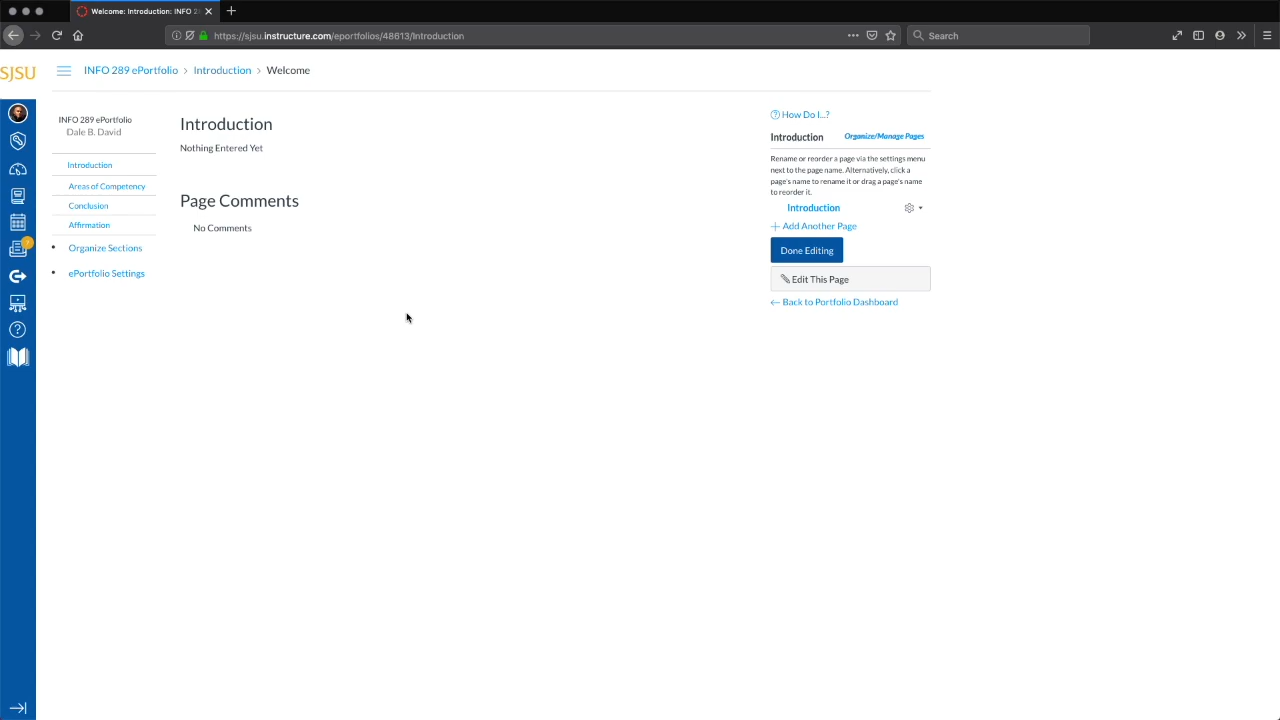 Welcome: Introduction: INFO 2
https://sjsu.instructure.com/eportfolios/48613/Introduction
Search
SJSU
INFO 289 ePortfolio > Introduction > Welcome
INFO 289 ePortfolio
Dale B. David
Introduction
Areas of Competency
Conclusion
Affirmation
Organize Sections
ePortfolio Settings
Introduction
Nothing Entered Yet
Page Comments
No Comments
How Do I...?
Introduction Organize/Manage Pages
Rename or reorder a page via the settings menu
next to the page name. Alternatively, click a
page's name to rename it or drag a page's name
to reorder it.
Introduction
Add Another Page
Done Editing
Edit This Page
Back to Portfolio Dashboard